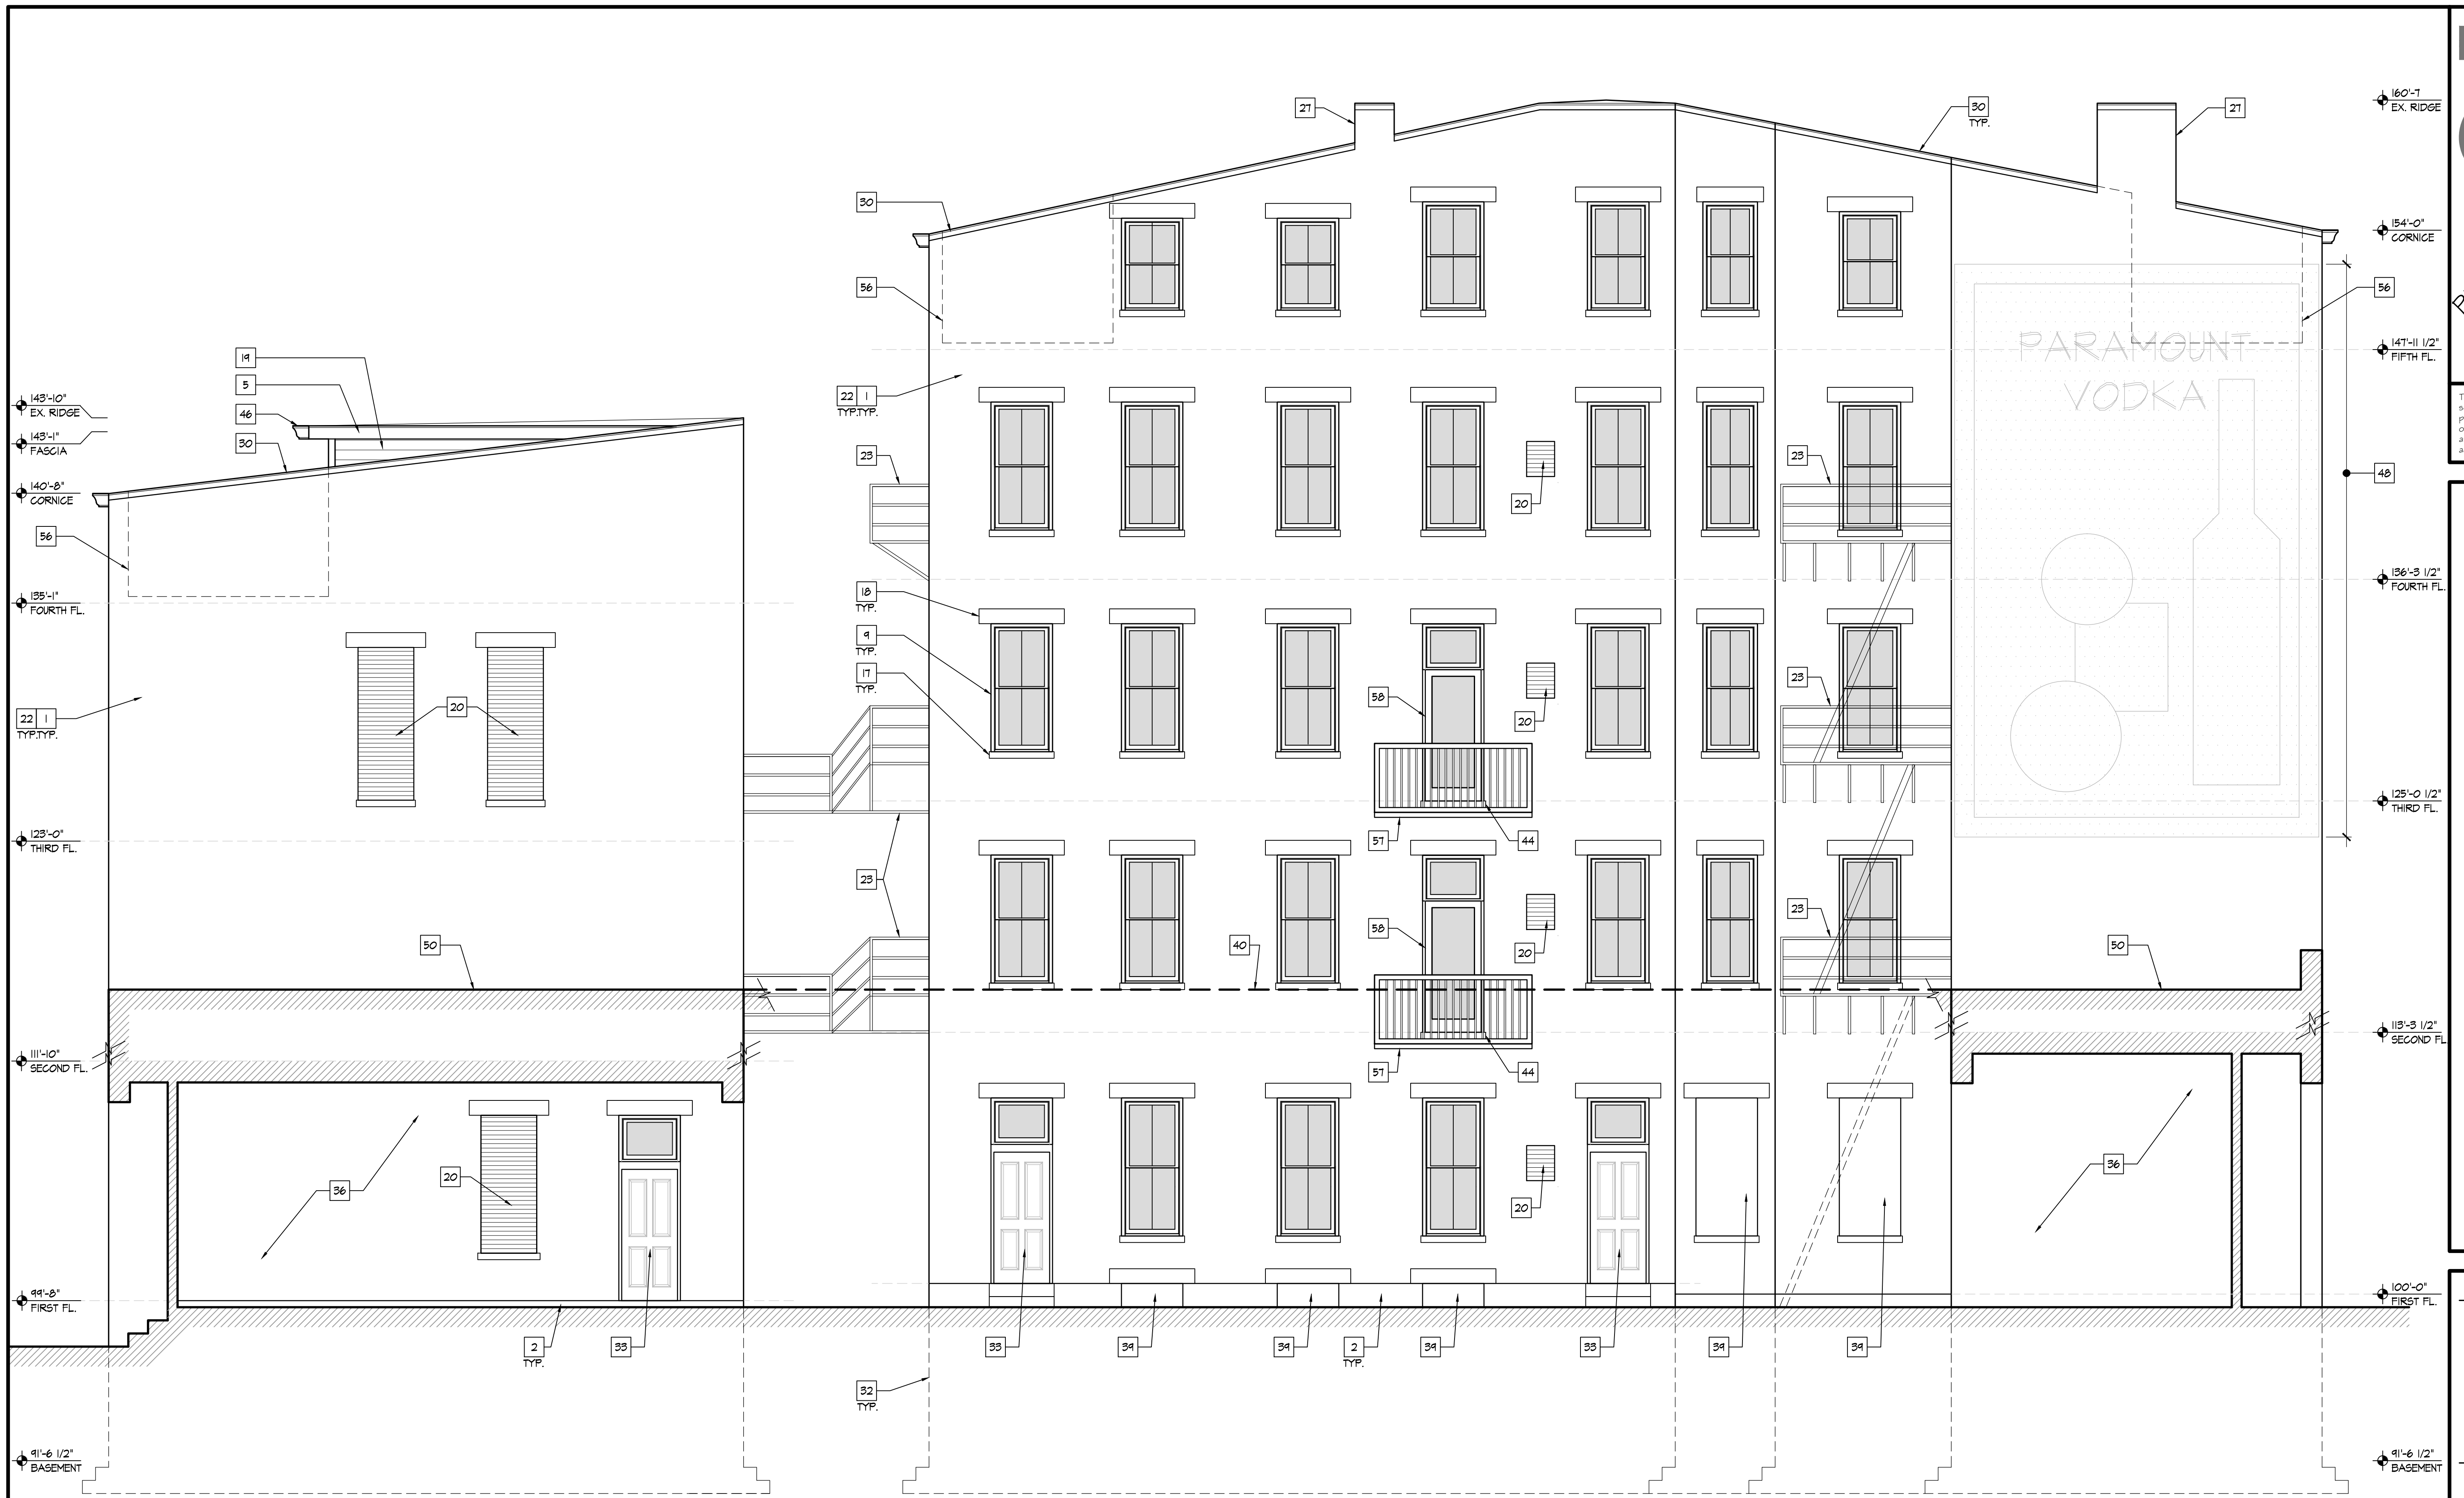 27
30
TYP.
27
160'-7
EX. RIDGE
30
154'-0"
CORNICE
56
56
PARAMOUNT
VODKA
147'-11 1/2"
FIFTH FL.
19
5
46
30
22 1
TYP.TYP.
143'-10"
EX. RIDGE
143'-1"
FASCIA
140'-8"
CORNICE
23
20
23
48
56
135'-1"
FOURTH FL.
136'-3 1/2"
FOURTH FL.
18
TYP.
9
TYP.
17
TYP.
22 1
TYP.TYP.
20
58
20
23
57
44
125'-0 1/2"
THIRD FL.
123'-0"
THIRD FL.
23
58
20
23
50
40
50
57
44
113'-3 1/2"
SECOND FL.
111'-10"
SECOND FL.
36
20
20
36
99'-8"
FIRST FL.
100'-0"
FIRST FL.
2
TYP.
33
33
39
39
2
TYP.
39
33
39
39
32
TYP.
91'-6 1/2"
BASEMENT
91'-6 1/2"
BASEMENT